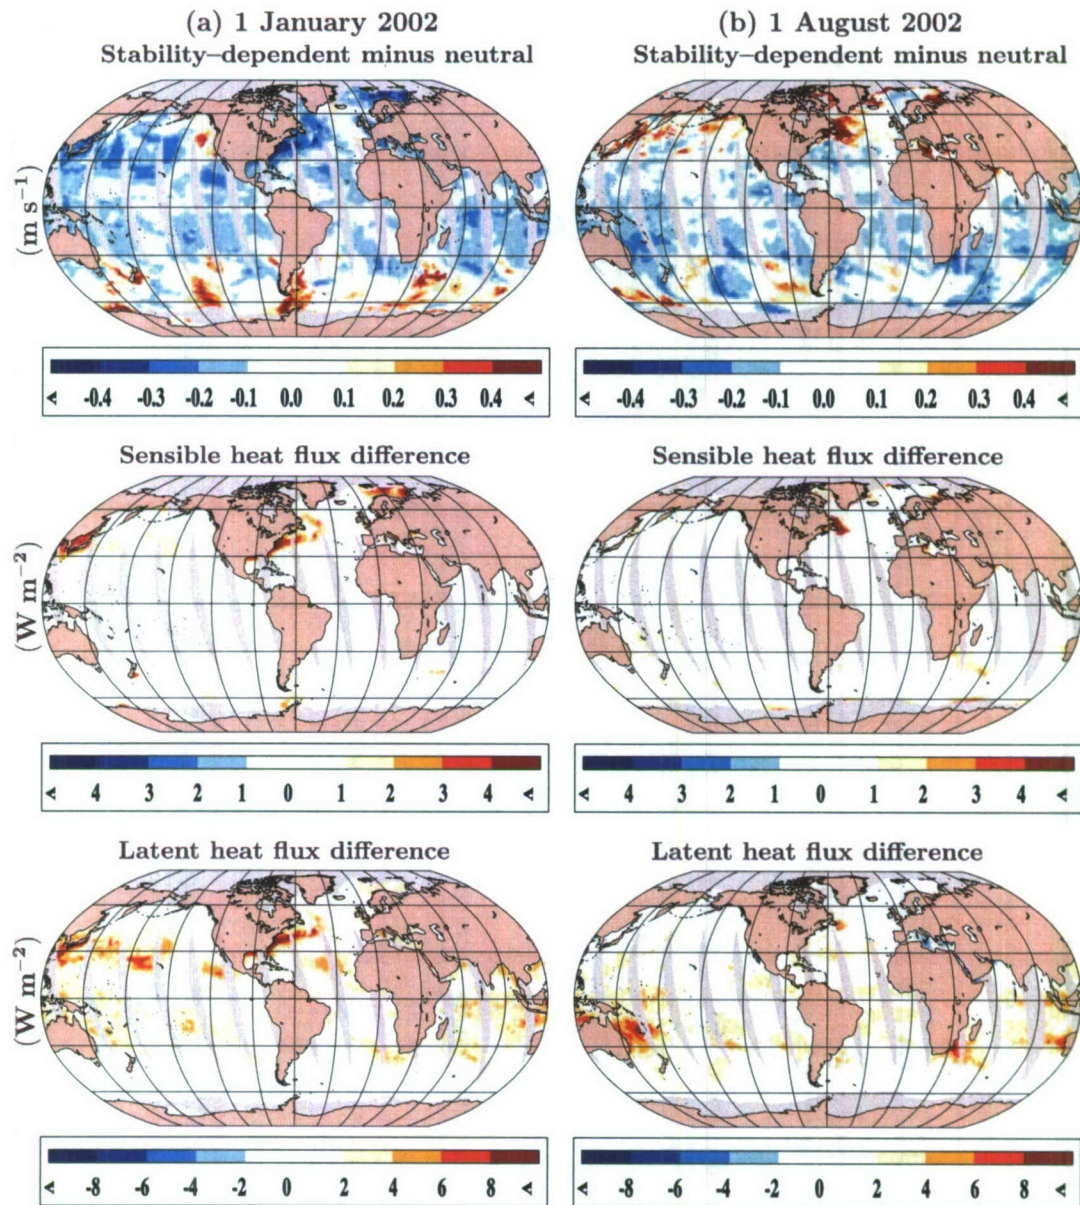 (a) 1 January 2002
Stability–dependent minus neutral
(b) 1 August 2002
Stability–dependent minus neutral
(m s⁻¹)
< -0.4 -0.3 -0.2 -0.1 0.0 0.1 0.2 0.3 0.4 <
< -0.4 -0.3 -0.2 -0.1 0.0 0.1 0.2 0.3 0.4 <
Sensible heat flux difference
Sensible heat flux difference
(W m⁻²)
< 4 3 2 1 0 1 2 3 4 <
< 4 3 2 1 0 1 2 3 4 <
Latent heat flux difference
Latent heat flux difference
(W m⁻²)
< -8 -6 -4 -2 0 2 4 6 8 <
< -8 -6 -4 -2 0 2 4 6 8 <